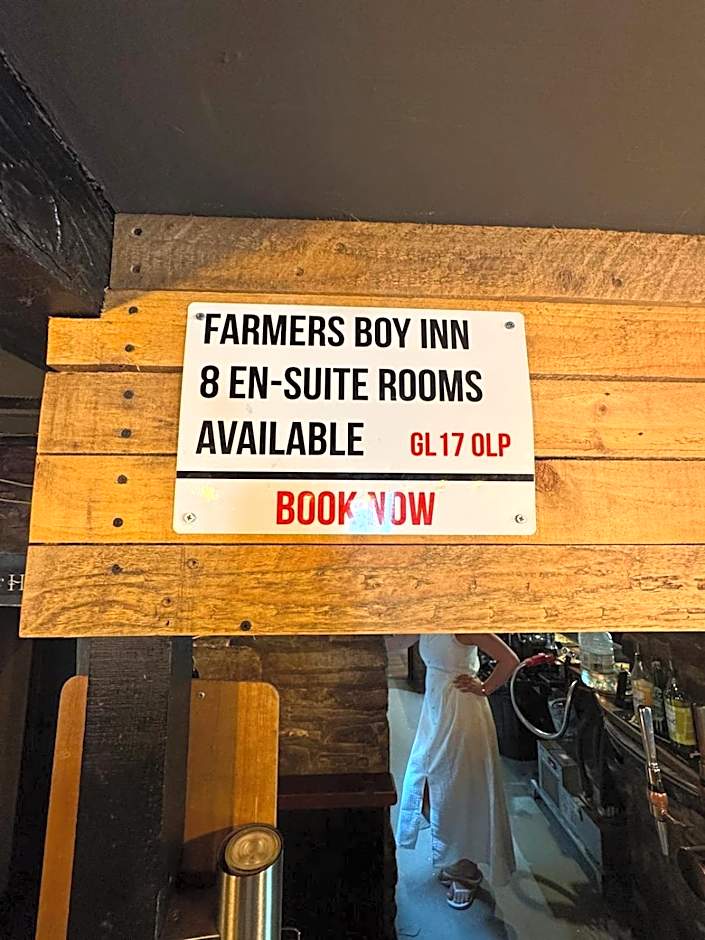 FARMERS BOY INN
8 EN-SUITE ROOMS
AVAILABLE GL17 0LP
BOOK NOW